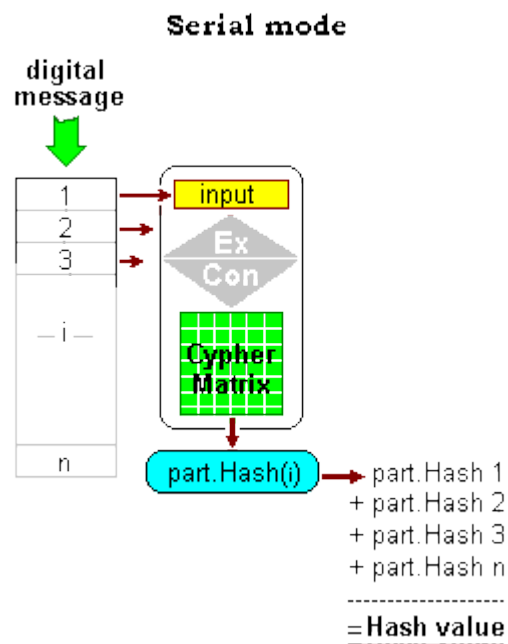 Serial mode
digital
message
1
2
3
— i —
n
input
Ex
Con
Cypher
Matrix
part.Hash(i)
part.Hash 1
+ part.Hash 2
+ part.Hash 3
+ part.Hash n
--------------------
= Hash value